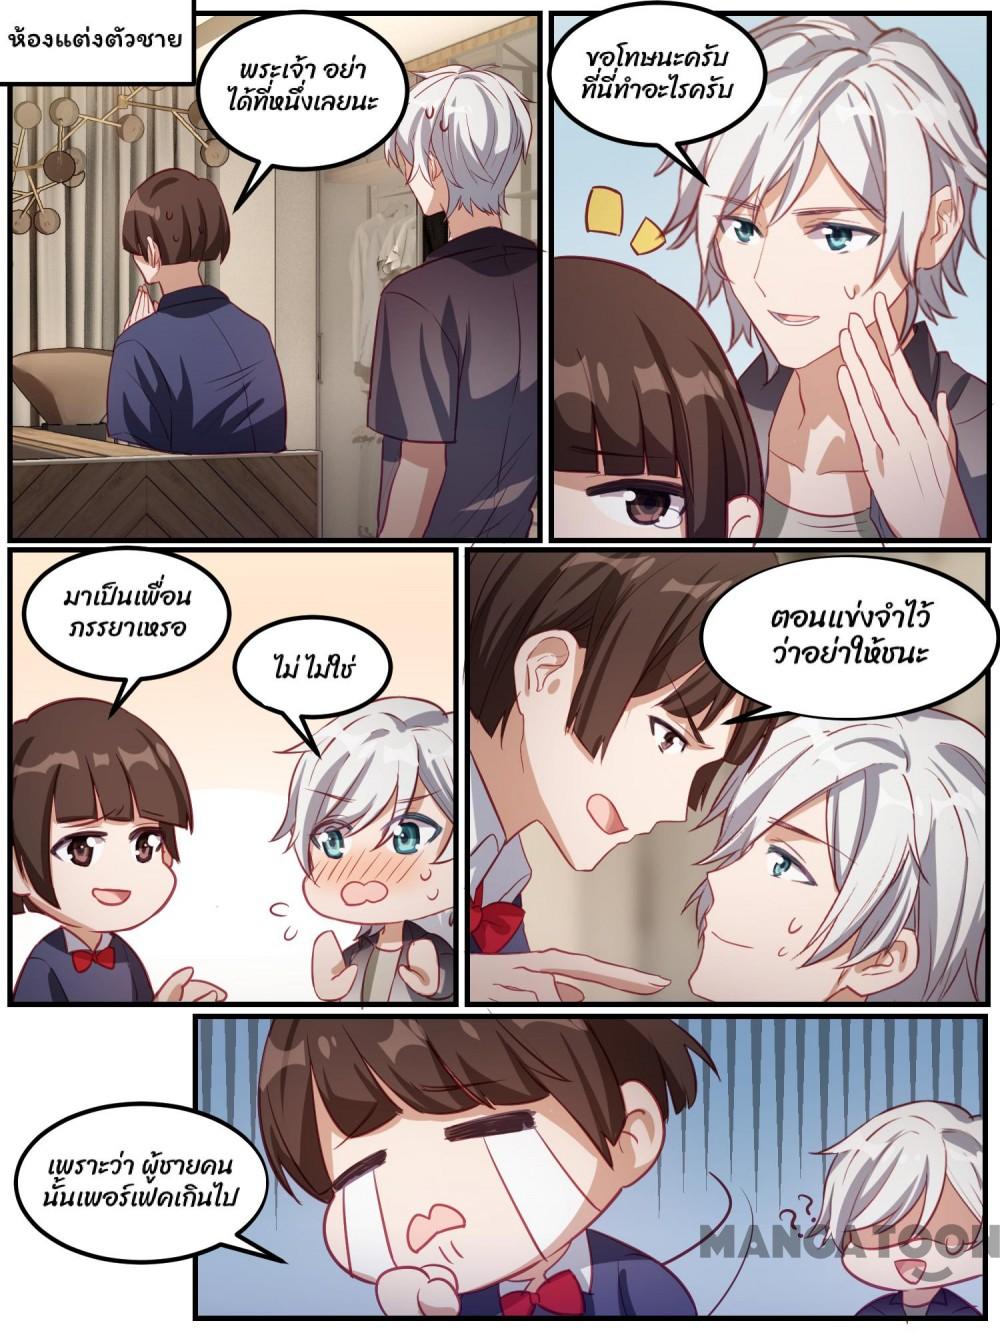 ห้องแต่งตัวชาย
พระเจ้า อย่า
ได้ที่หนึ่งเลยนะ
ขอโทษนะครับ
ที่นี่ทำอะไรครับ
มาเป็นเพื่อน
ภรรยาเหรอ
ไม่ ไม่ใช่
ตอนแข่งจำไว้
ว่าอย่าให้ชนะ
เพราะว่า ผู้ชายคน
นั้นเพอร์เฟคเกินไป
??
MANGATOON